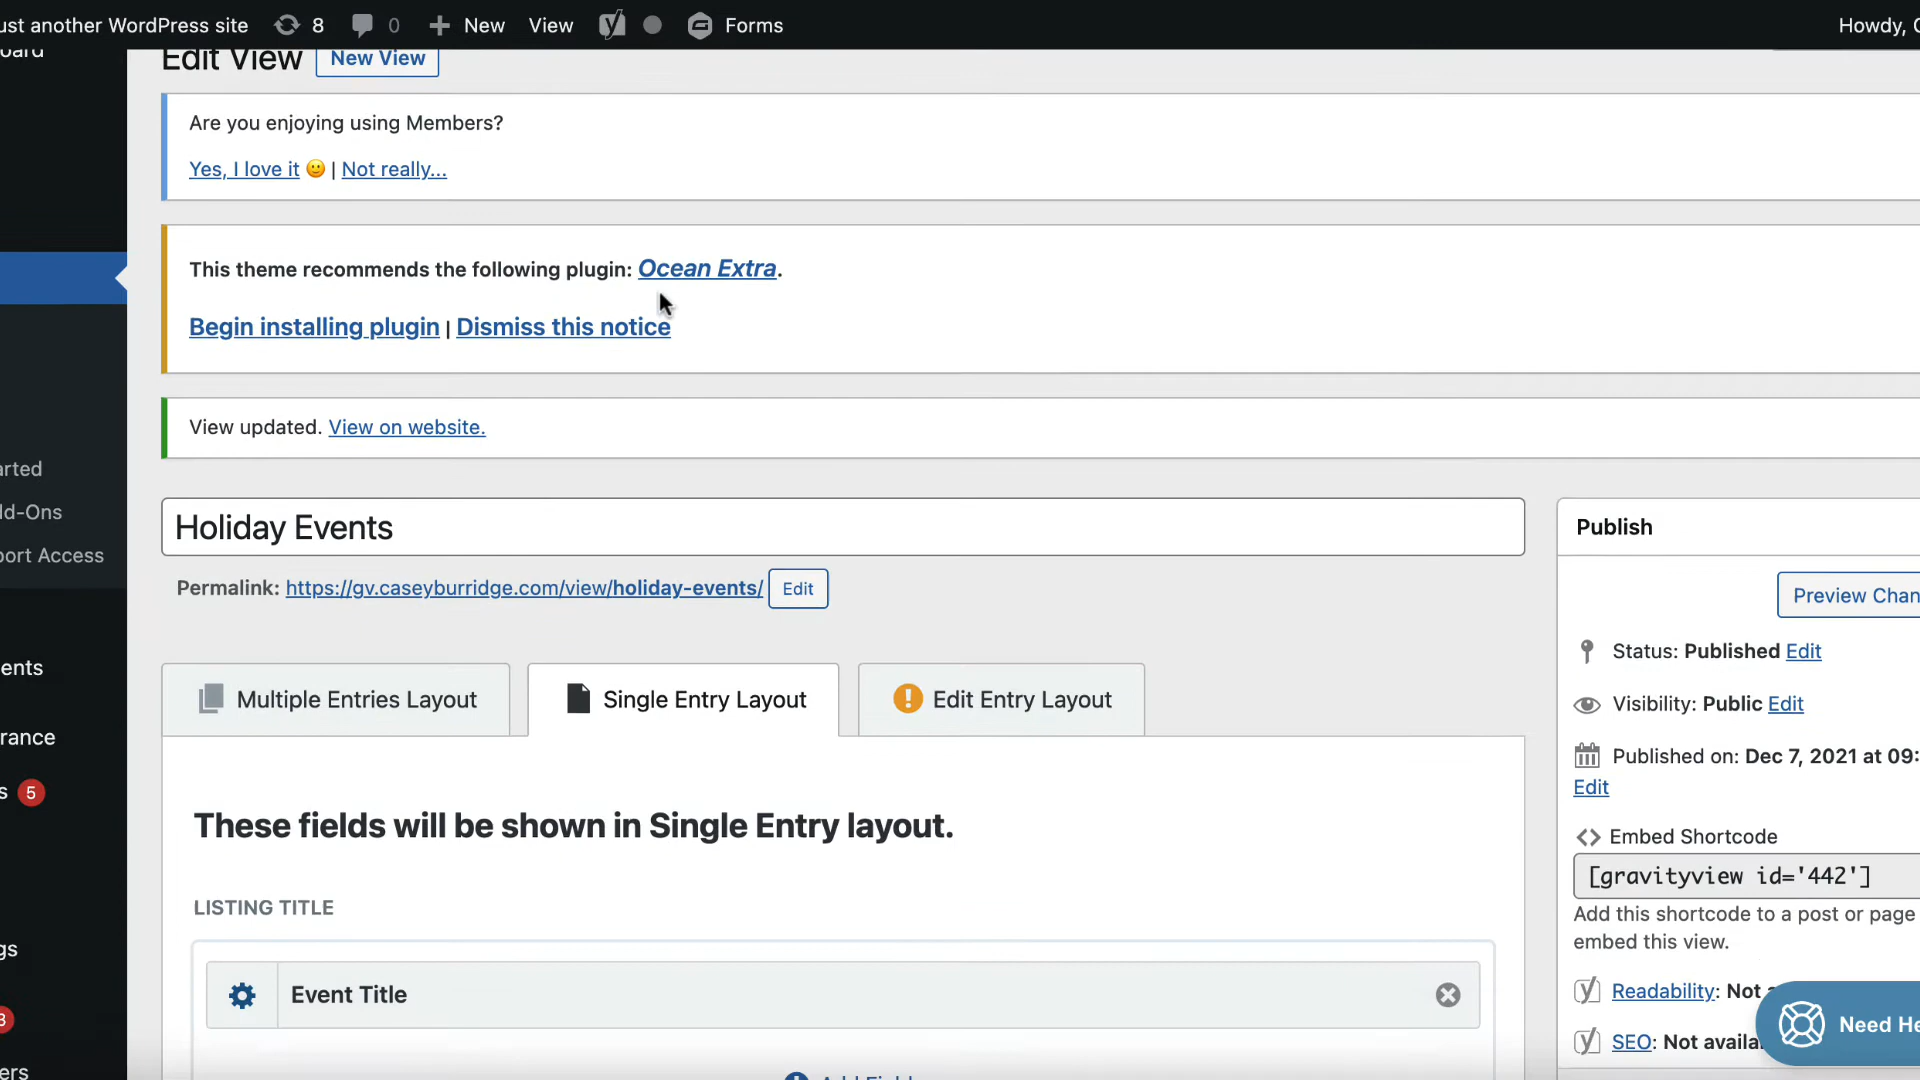 ust another WordPress site 8 0 New View Forms Howdy,
Edit View New View
Are you enjoying using Members?
Yes, I love it 🙂 | Not really...
This theme recommends the following plugin: Ocean Extra.
Begin installing plugin | Dismiss this notice
View updated. View on website.
arted
Holiday Events
Publish
ld-Ons
port Access
Permalink: https://gv.caseyburridge.com/view/holiday-events/ Edit
Preview Chan
Status: Published Edit
ents
Multiple Entries Layout Single Entry Layout Edit Entry Layout
Visibility: Public Edit
rance
Published on: Dec 7, 2021 at 09:
Edit
s 5
These fields will be shown in Single Entry layout.
Embed Shortcode
[gravityview id='442']
LISTING TITLE
Add this shortcode to a post or page
embed this view.
gs
Event Title
Readability: Not
3
Need He
SEO: Not availa
ers
Add Field